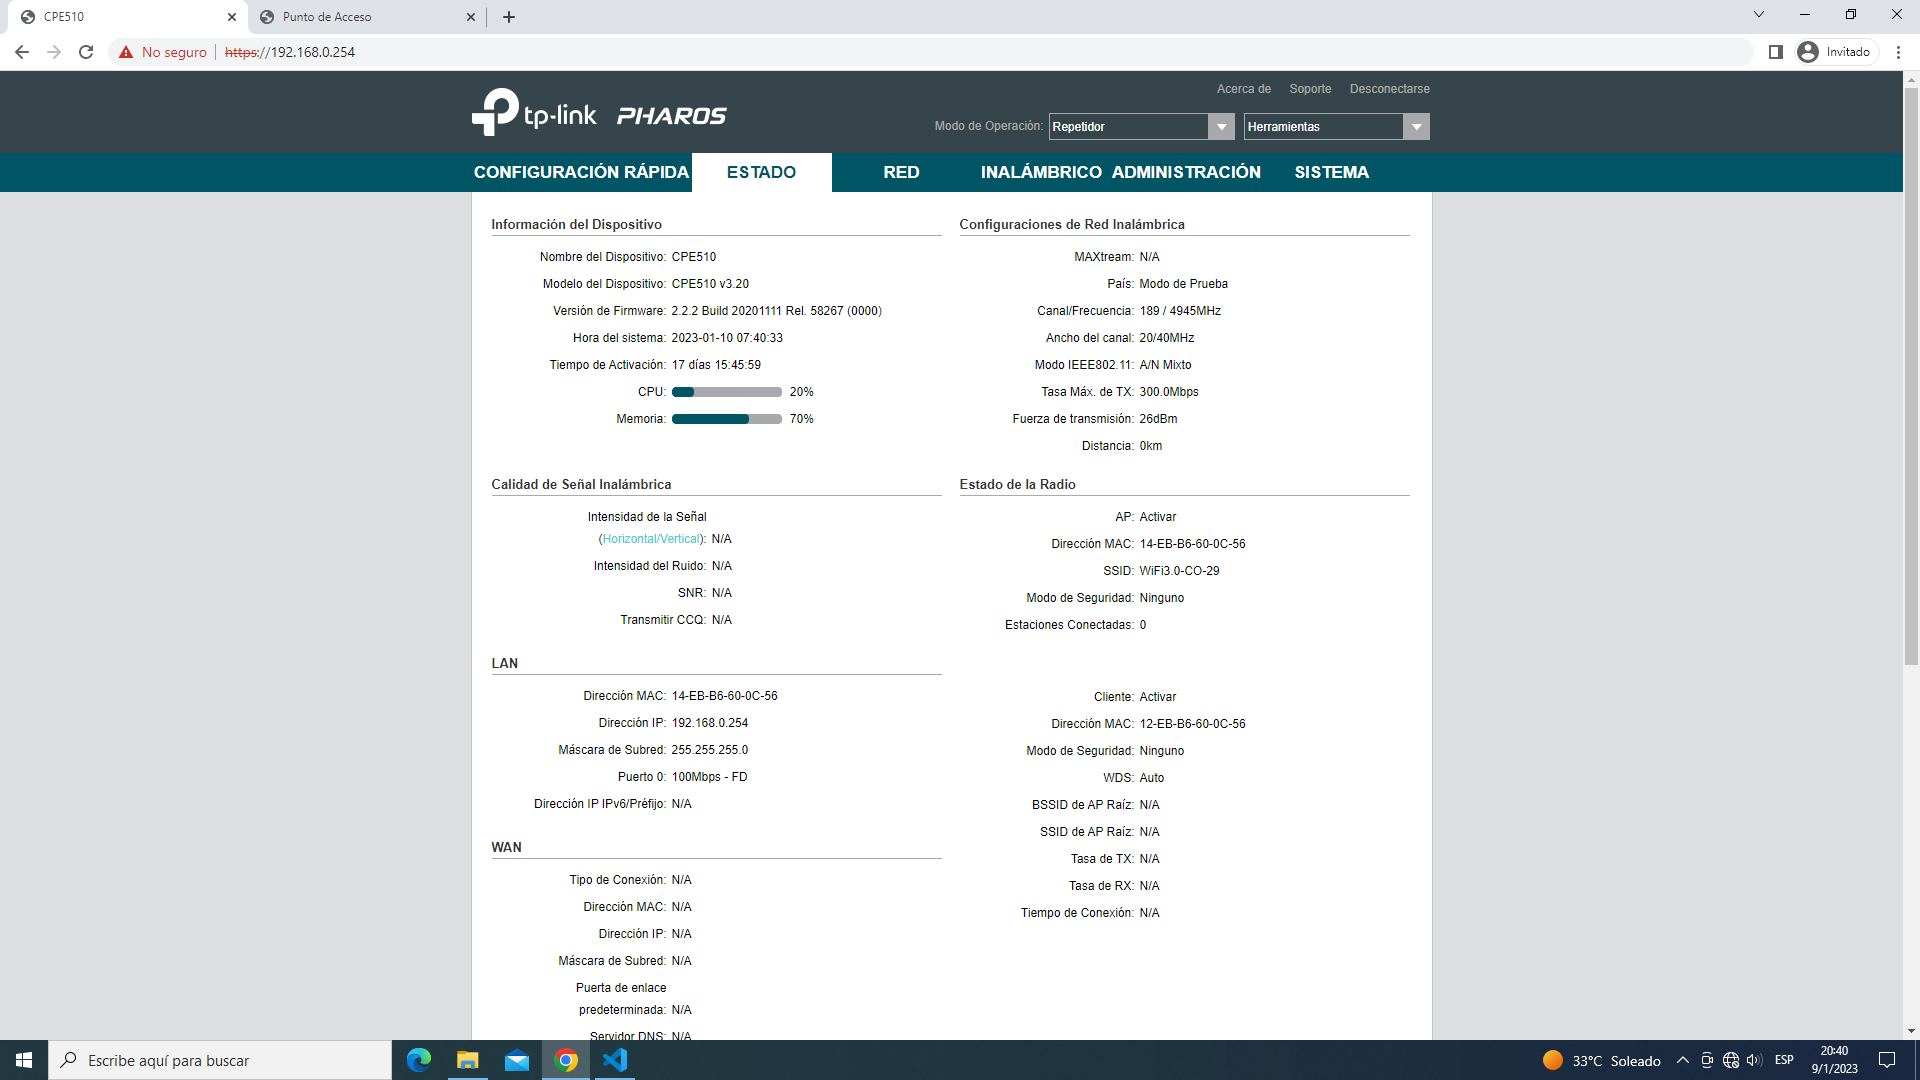 CPE510
Punto de Acceso
No seguro
https://192.168.0.254
Invitado
Acerca de
Soporte
Desconectarse
tp-link PHAROS
Modo de Operación:
Repetidor
Herramientas
CONFIGURACIÓN RÁPIDA
ESTADO
RED
INALÁMBRICO
ADMINISTRACIÓN
SISTEMA
Información del Dispositivo
Nombre del Dispositivo: CPE510
Modelo del Dispositivo: CPE510 v3.20
Versión de Firmware: 2.2.2 Build 20201111 Rel. 58267 (0000)
Hora del sistema: 2023-01-10 07:40:33
Tiempo de Activación: 17 días 15:45:59
CPU: 20%
Memoria: 70%
Configuraciones de Red Inalámbrica
MAXtream: N/A
País: Modo de Prueba
Canal/Frecuencia: 189 / 4945MHz
Ancho del canal: 20/40MHz
Modo IEEE802.11: A/N Mixto
Tasa Máx. de TX: 300.0Mbps
Fuerza de transmisión: 26dBm
Distancia: 0km
Calidad de Señal Inalámbrica
Intensidad de la Señal
(Horizontal/Vertical): N/A
Intensidad del Ruido: N/A
SNR: N/A
Transmitir CCQ: N/A
Estado de la Radio
AP: Activar
Dirección MAC: 14-EB-B6-60-0C-56
SSID: WiFi3.0-CO-29
Modo de Seguridad: Ninguno
Estaciones Conectadas: 0
LAN
Dirección MAC: 14-EB-B6-60-0C-56
Dirección IP: 192.168.0.254
Máscara de Subred: 255.255.255.0
Puerto 0: 100Mbps - FD
Dirección IP IPv6/Préfijo: N/A
Cliente: Activar
Dirección MAC: 12-EB-B6-60-0C-56
Modo de Seguridad: Ninguno
WDS: Auto
BSSID de AP Raíz: N/A
SSID de AP Raíz: N/A
Tasa de TX: N/A
Tasa de RX: N/A
Tiempo de Conexión: N/A
WAN
Tipo de Conexión: N/A
Dirección MAC: N/A
Dirección IP: N/A
Máscara de Subred: N/A
Puerta de enlace
predeterminada: N/A
Servidor DNS: N/A
Escribe aquí para buscar
33°C Soleado
ESP
20:40
9/1/2023